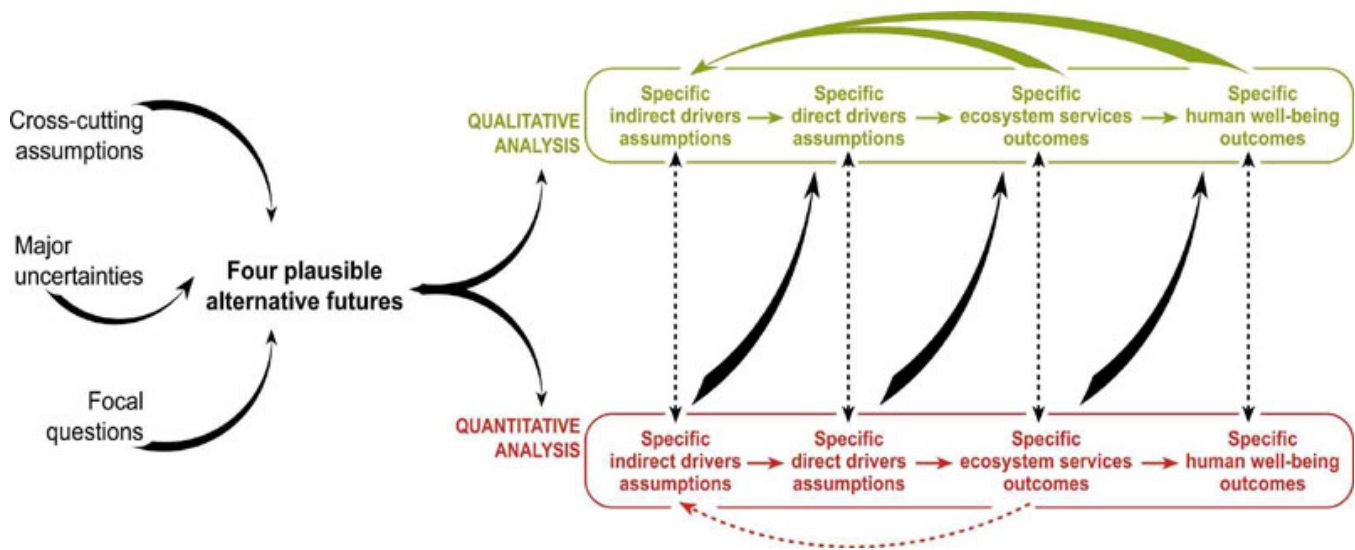 Cross-cutting
assumptions
Major
uncertainties
Focal
questions
Four plausible
alternative futures
QUALITATIVE
ANALYSIS
Specific
indirect drivers
assumptions
Specific
direct drivers
assumptions
Specific
ecosystem services
outcomes
Specific
human well-being
outcomes
QUANTITATIVE
ANALYSIS
Specific
indirect drivers
assumptions
Specific
direct drivers
assumptions
Specific
ecosystem services
outcomes
Specific
human well-being
outcomes